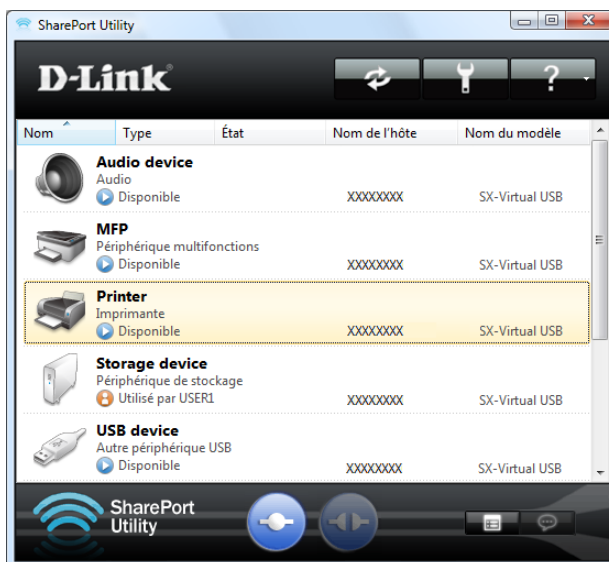 SharePort Utility
D-Link
?
Nom Type État Nom de l'hôte Nom du modèle
Audio device
Audio
Disponible XXXXXXXX SX-Virtual USB
MFP
Périphérique multifonctions
Disponible XXXXXXXX SX-Virtual USB
Printer
Imprimante
Disponible XXXXXXXX SX-Virtual USB
Storage device
Périphérique de stockage
Utilisé par USER1 XXXXXXXX SX-Virtual USB
USB device
Autre périphérique USB
Disponible XXXXXXXX SX-Virtual USB
SharePort
Utility